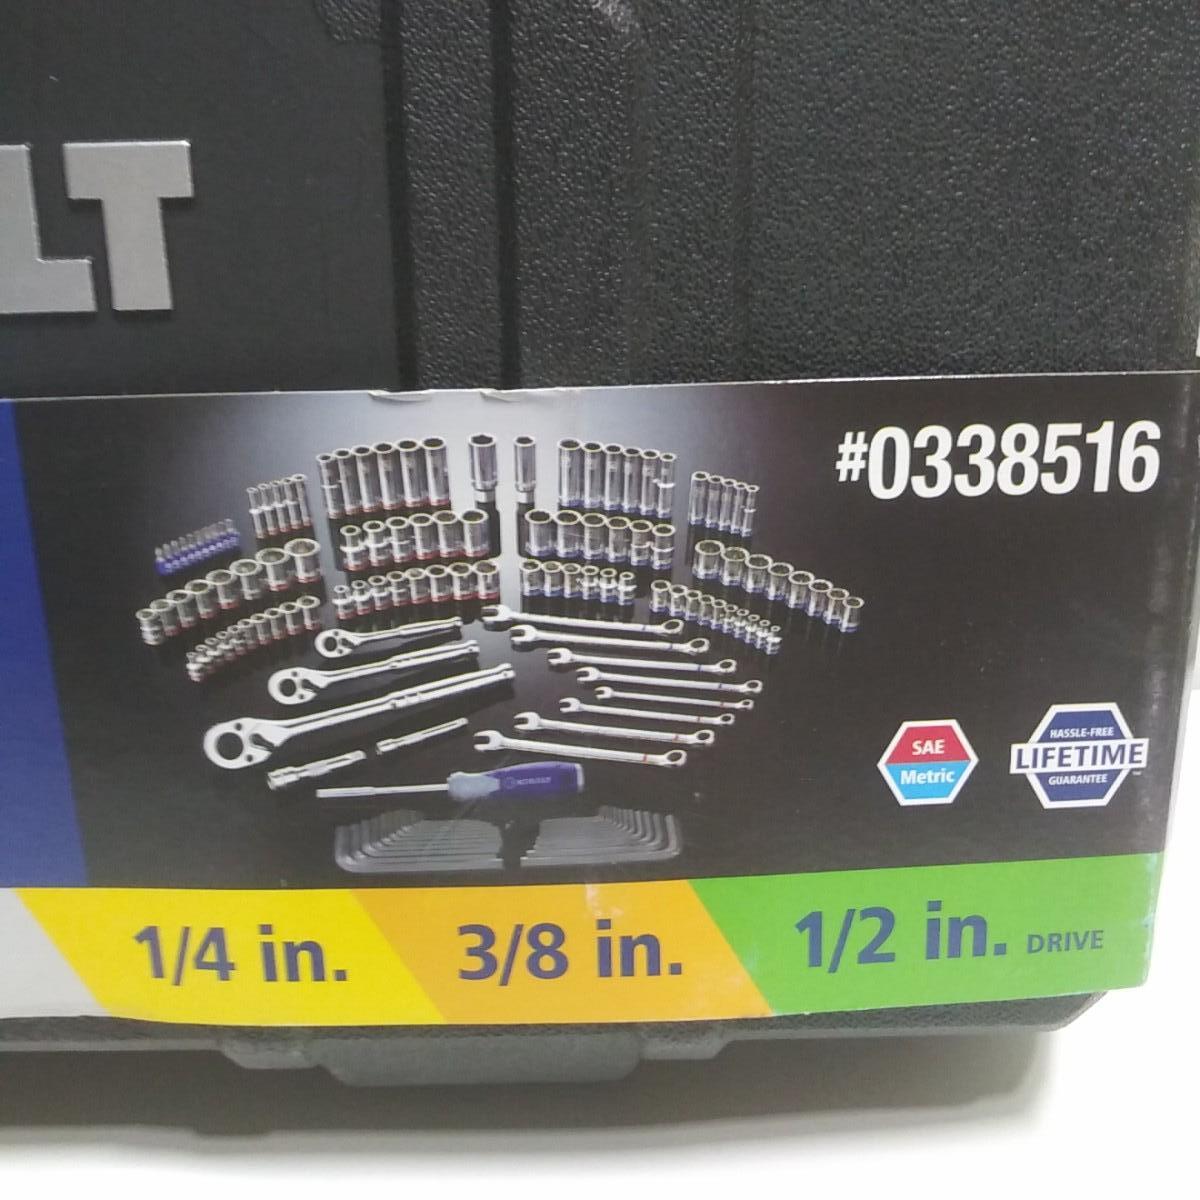 LT
#0338516
SAE
Metric
HASSLE-FREE
LIFETIME
GUARANTEE
1/4 in. 3/8 in. 1/2 in. DRIVE